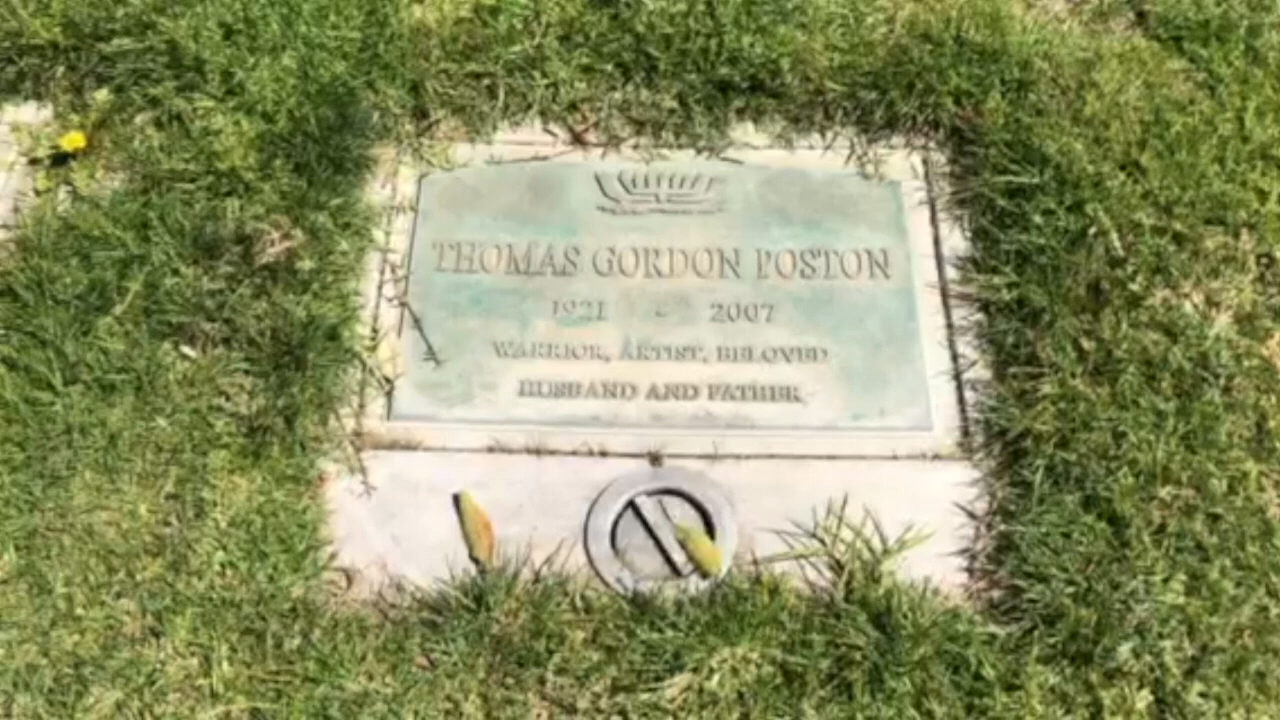 THOMAS GORDON POSTON
1921 - 2007
WARRIOR, ARTIST, BELOVED
HUSBAND AND FATHER